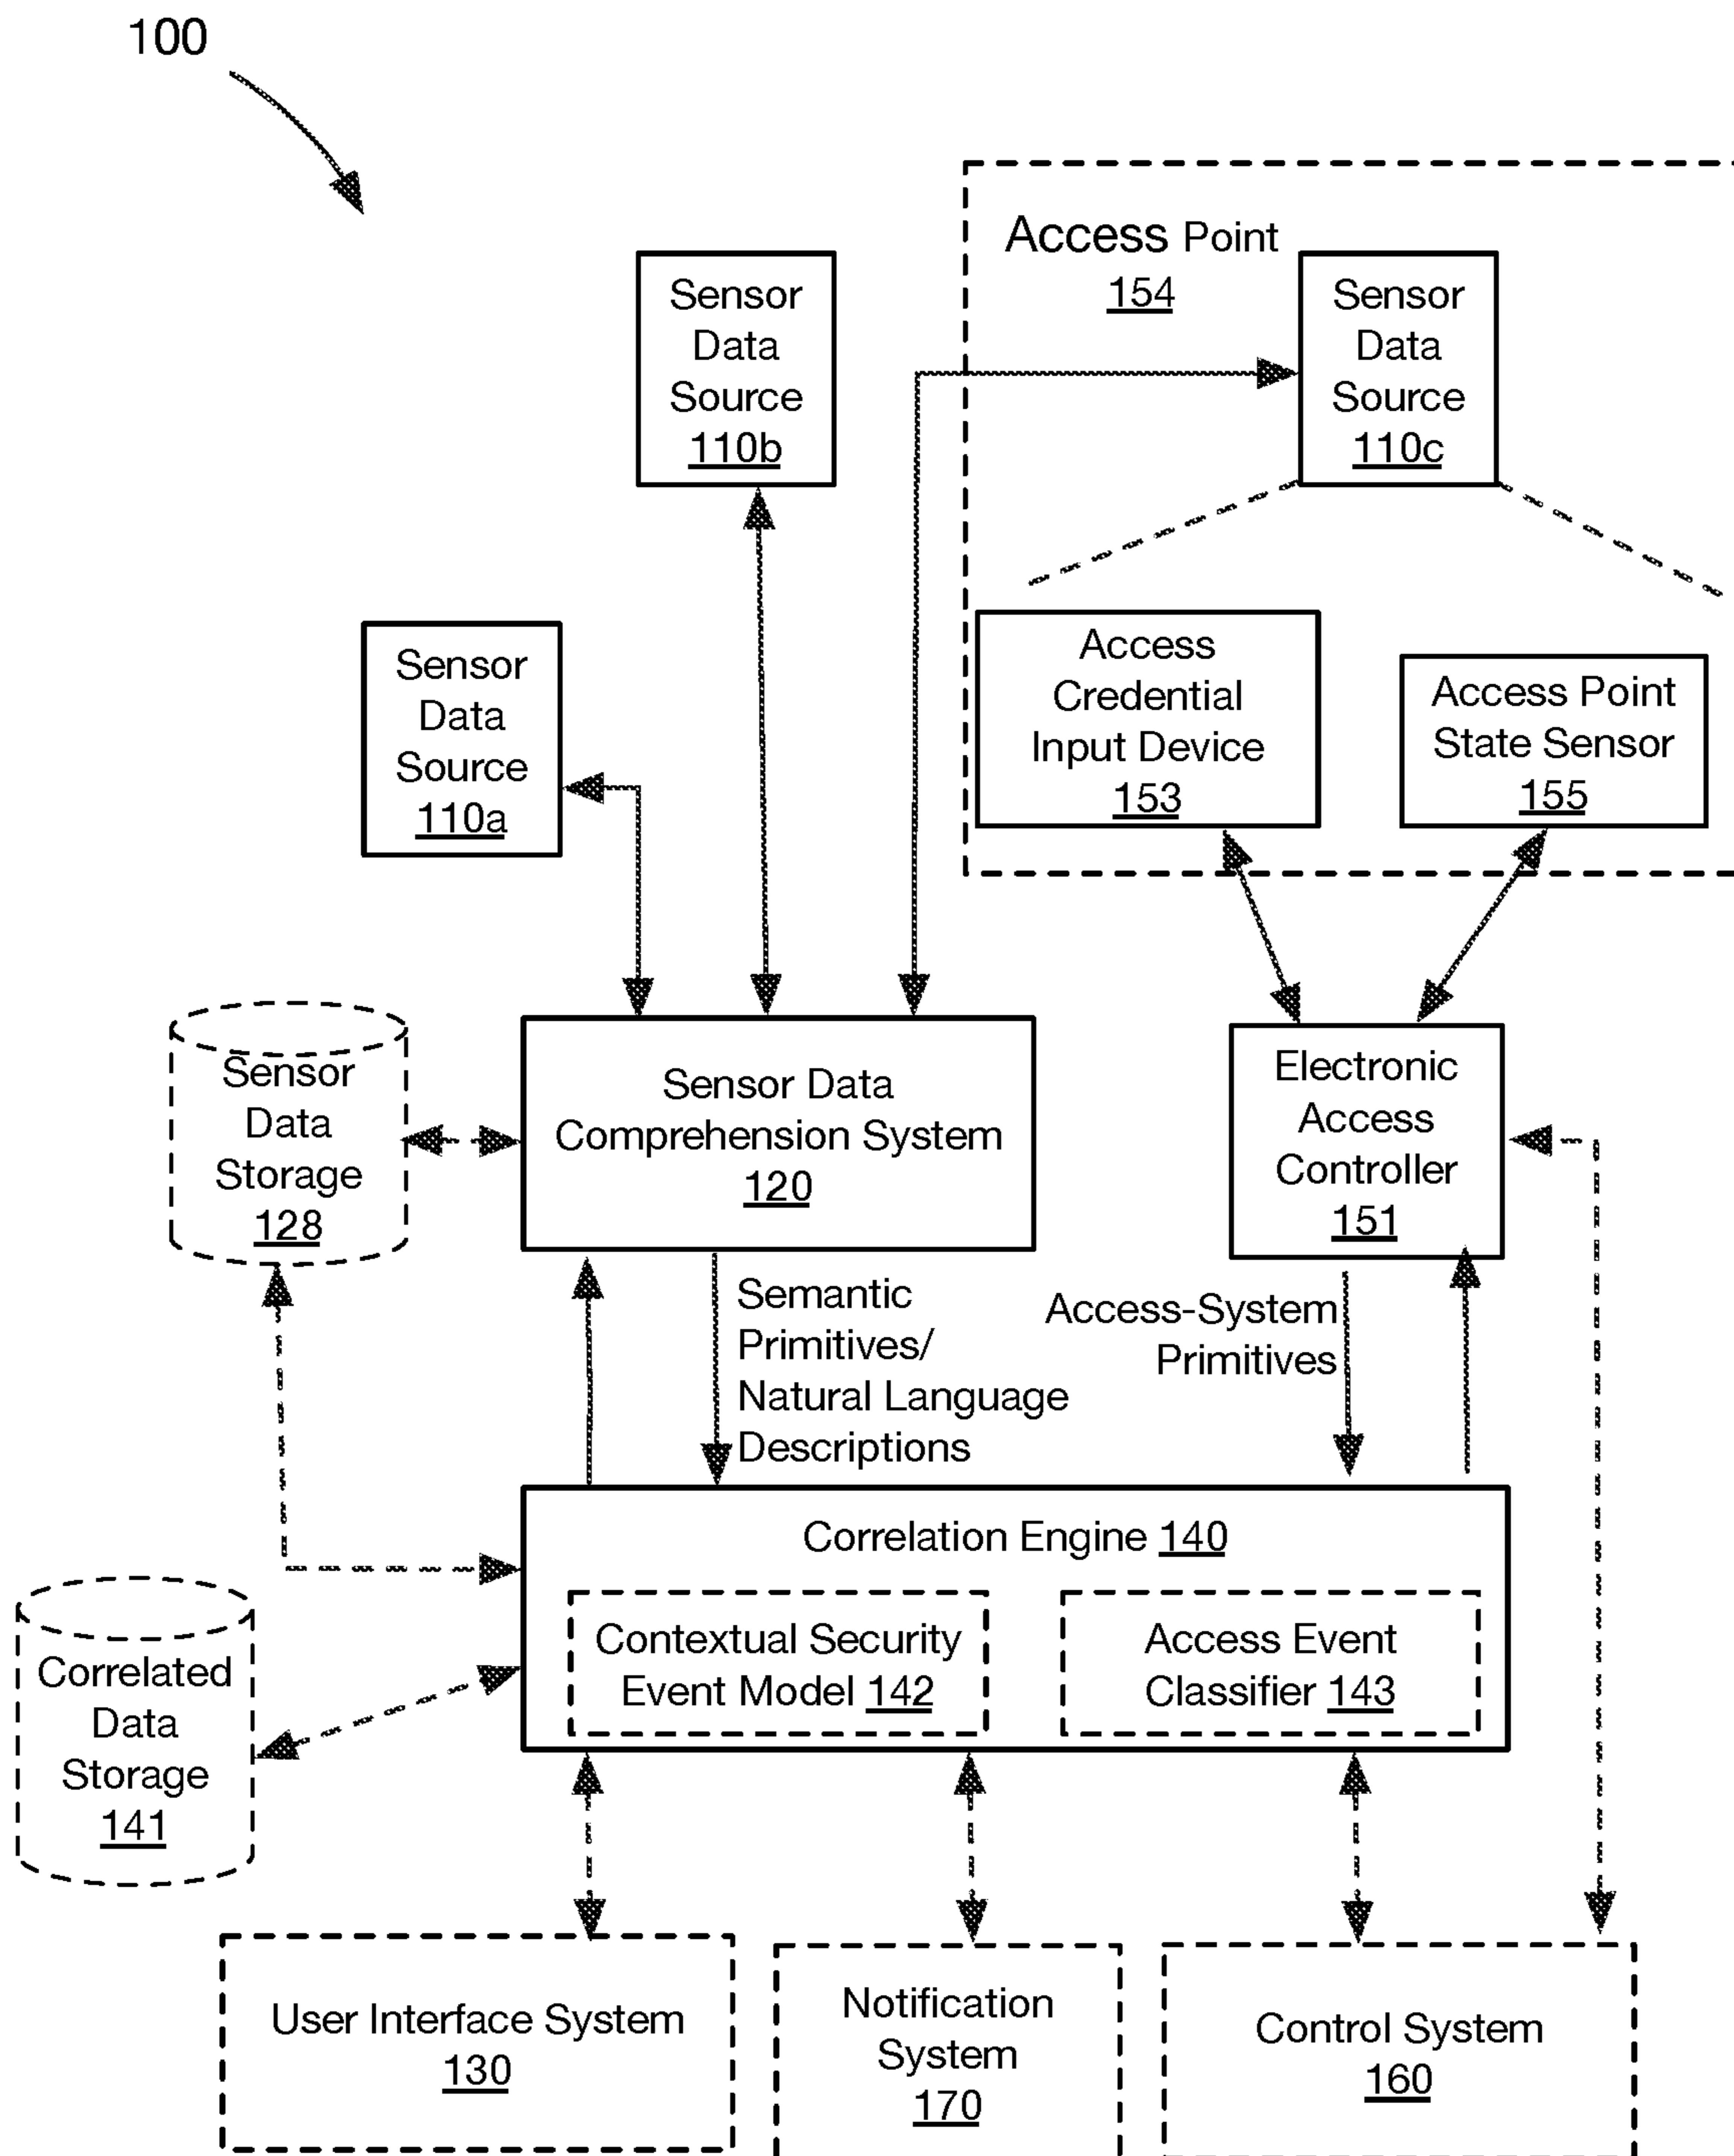 100
Access Point
154
Sensor
Data
Source
110b
Sensor
Data
Source
110c
Sensor
Data
Source
110a
Access
Credential
Input Device
153
Access Point
State Sensor
155
Sensor
Data
Storage
128
Sensor Data
Comprehension System
120
Electronic
Access
Controller
151
Semantic
Primitives/
Natural Language
Descriptions
Access-System
Primitives
Correlation Engine 140
Contextual Security
Event Model 142
Access Event
Classifier 143
Correlated
Data
Storage
141
User Interface System
130
Notification
System
170
Control System
160